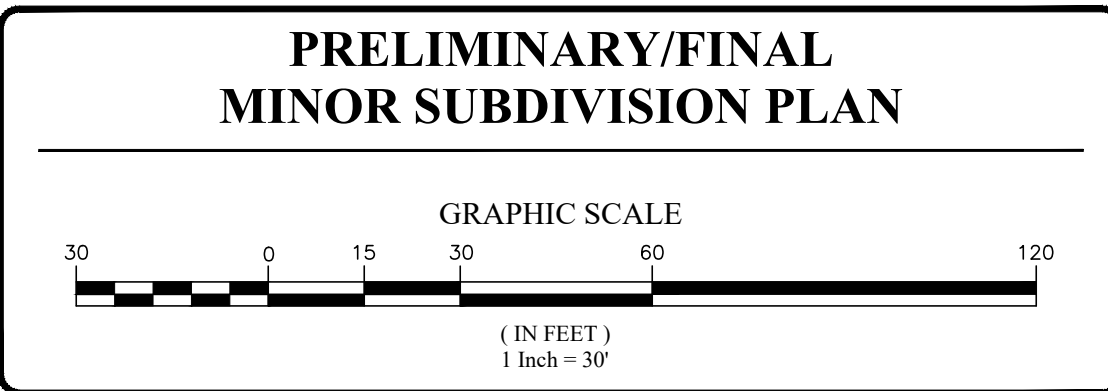 PRELIMINARY/FINAL
MINOR SUBDIVISION PLAN
GRAPHIC SCALE
30 0 15 30 60 120
( IN FEET )
1 Inch = 30'